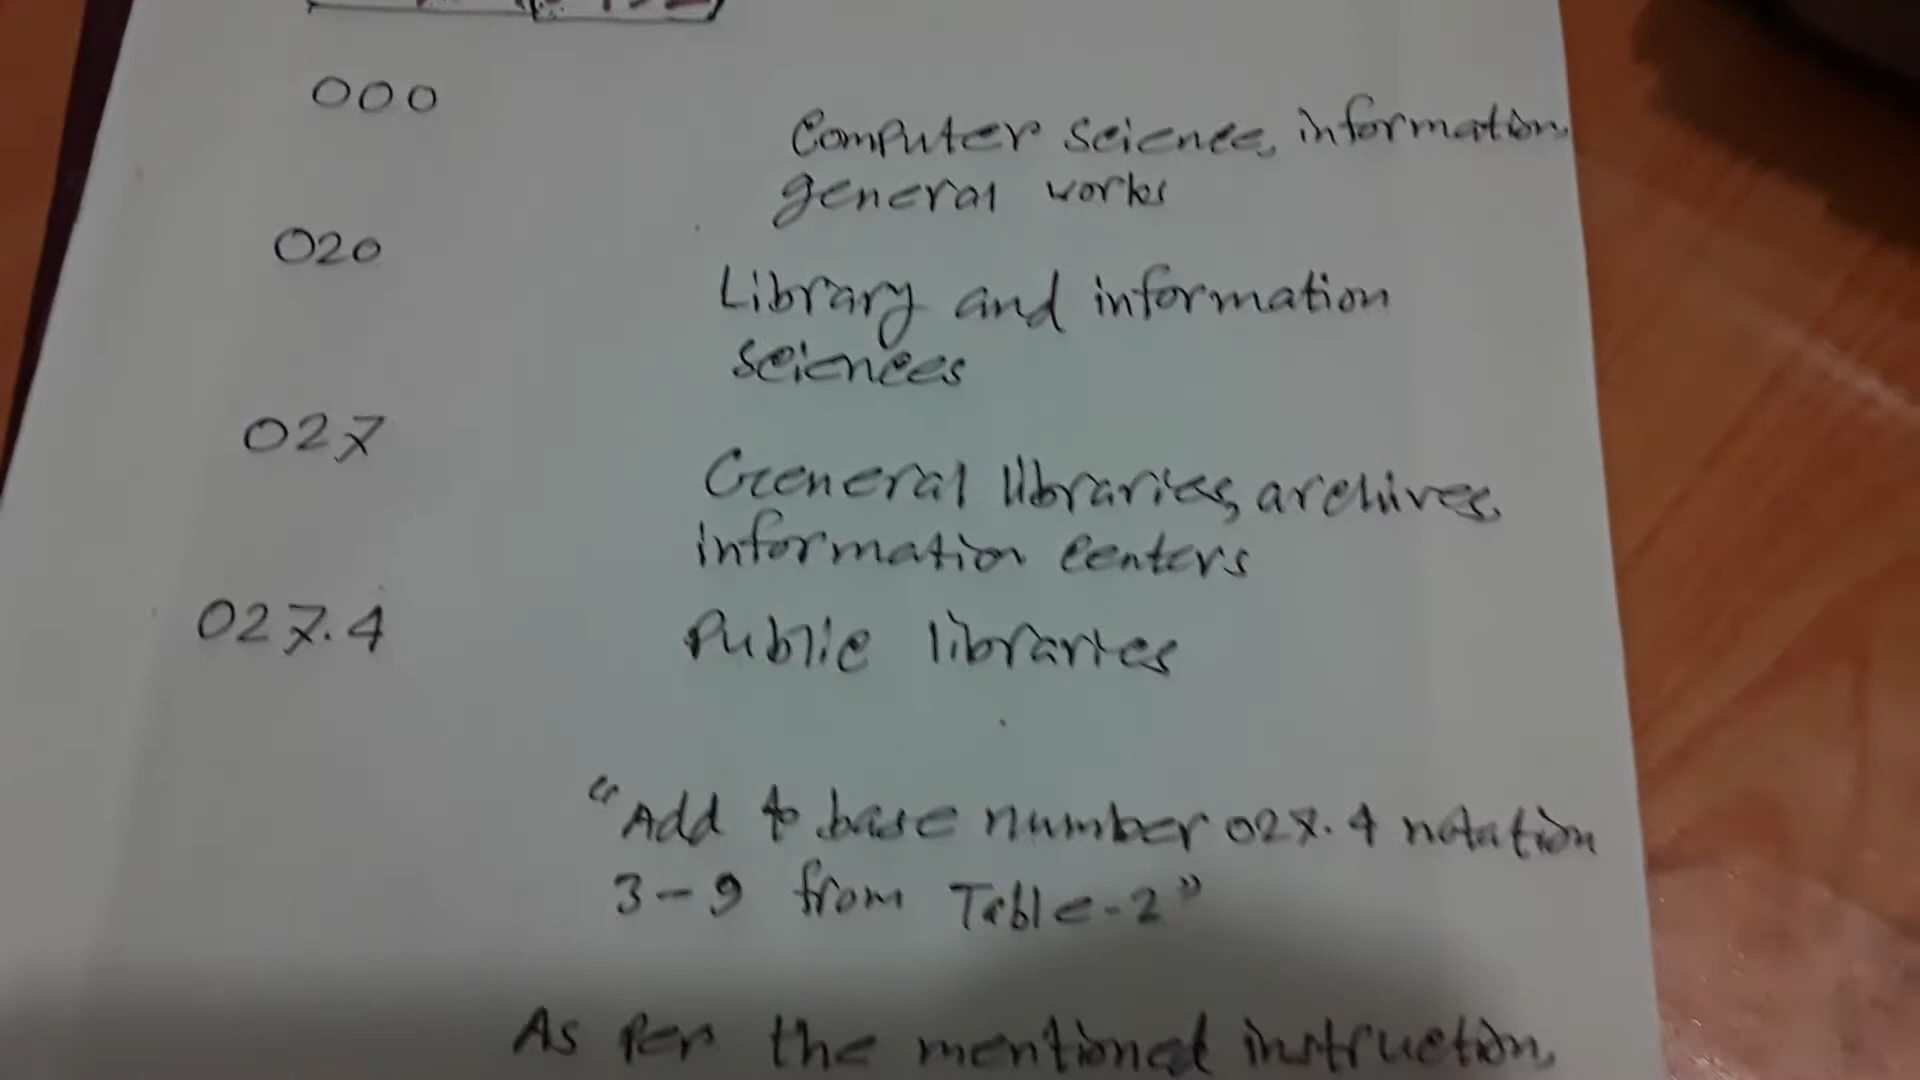 000
Computer science, information,
general works
020
Library and information
sciences
027
General libraries, archives,
information centers
027.4
Public libraries
"Add to base number 027.4 notation
3-9 from Table-2"
As per the mentioned instruction,